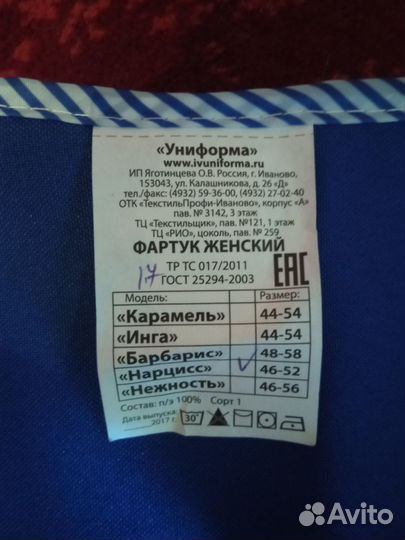 «Униформа»
www.ivuniforma.ru
ИП Яготинцева О.В. Россия, г. Иваново,
153043, ул. Калашникова, д. 26 «Д»
тел./факс: (4932) 59-36-00, (4932) 27-02-40
ОТК «ТекстильПрофи-Иваново», корпус «А»
пав. № 3142, 3 этаж
ТЦ «Текстильщик», пав. №121, 1 этаж
ТЦ «РИО», цоколь, пав. № 259
ФАРТУК ЖЕНСКИЙ
17 ТР ТС 017/2011 EAC
ГОСТ 25294-2003
Модель: Размер:
«Карамель» 44-54
«Инга» 44-54
«Барбарис» 48-58
«Нарцисс» 46-52
«Нежность» 46-56
Состав: п/э 100% Сорт 1
Дата выпуска:
2017 г. 30°
Avito